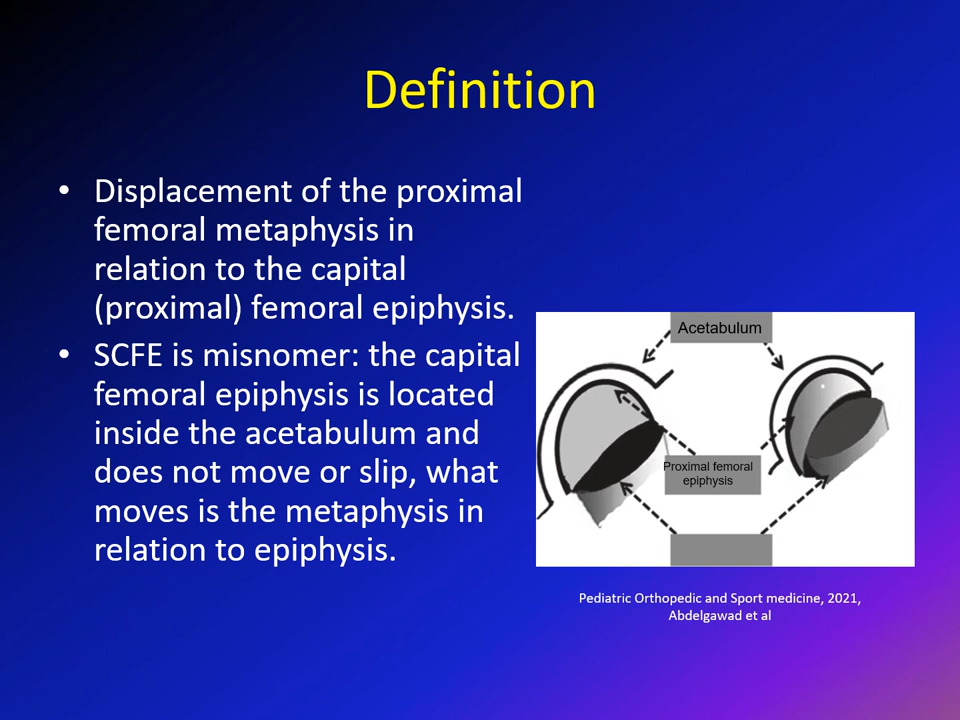 Definition
• Displacement of the proximal
femoral metaphysis in
relation to the capital
(proximal) femoral epiphysis.
• SCFE is misnomer: the capital
femoral epiphysis is located
inside the acetabulum and
does not move or slip, what
moves is the metaphysis in
relation to epiphysis.
Acetabulum
Proximal femoral
epiphysis
Pediatric Orthopedic and Sport medicine, 2021,
Abdelgawad et al